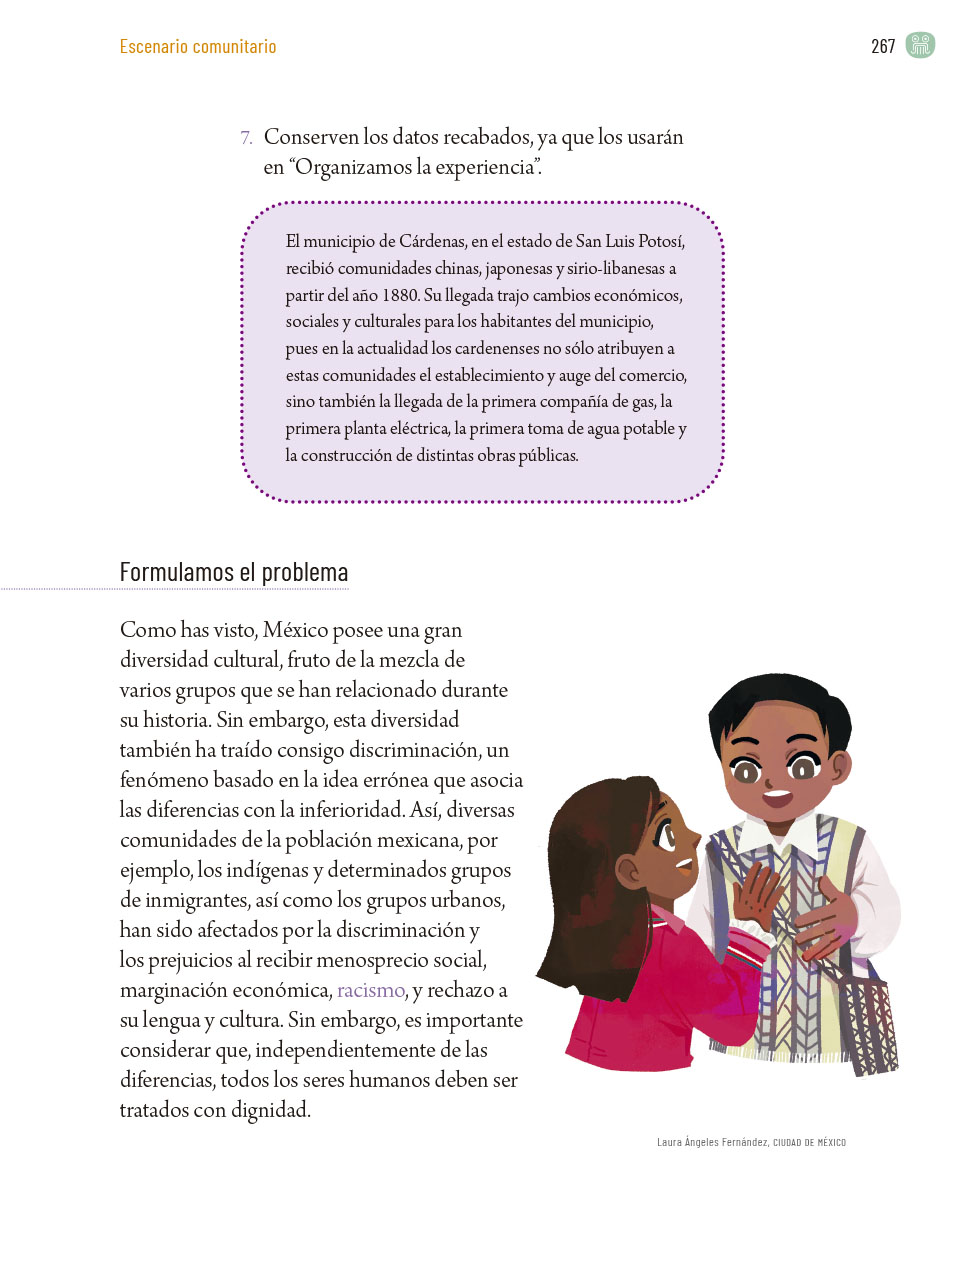 Escenario comunitario
267
7. Conserven los datos recabados, ya que los usarán
en “Organizamos la experiencia”.
El municipio de Cárdenas, en el estado de San Luis Potosí,
recibió comunidades chinas, japonesas y sirio-libanesas a
partir del año 1880. Su llegada trajo cambios económicos,
sociales y culturales para los habitantes del municipio,
pues en la actualidad los cardenenses no sólo atribuyen a
estas comunidades el establecimiento y auge del comercio,
sino también la llegada de la primera compañía de gas, la
primera planta eléctrica, la primera toma de agua potable y
la construcción de distintas obras públicas.
Formulamos el problema
Como has visto, México posee una gran
diversidad cultural, fruto de la mezcla de
varios grupos que se han relacionado durante
su historia. Sin embargo, esta diversidad
también ha traído consigo discriminación, un
fenómeno basado en la idea errónea que asocia
las diferencias con la inferioridad. Así, diversas
comunidades de la población mexicana, por
ejemplo, los indígenas y determinados grupos
de inmigrantes, así como los grupos urbanos,
han sido afectados por la discriminación y
los prejuicios al recibir menosprecio social,
marginación económica, racismo, y rechazo a
su lengua y cultura. Sin embargo, es importante
considerar que, independientemente de las
diferencias, todos los seres humanos deben ser
tratados con dignidad.
Laura Ángeles Fernández, CIUDAD DE MÉXICO